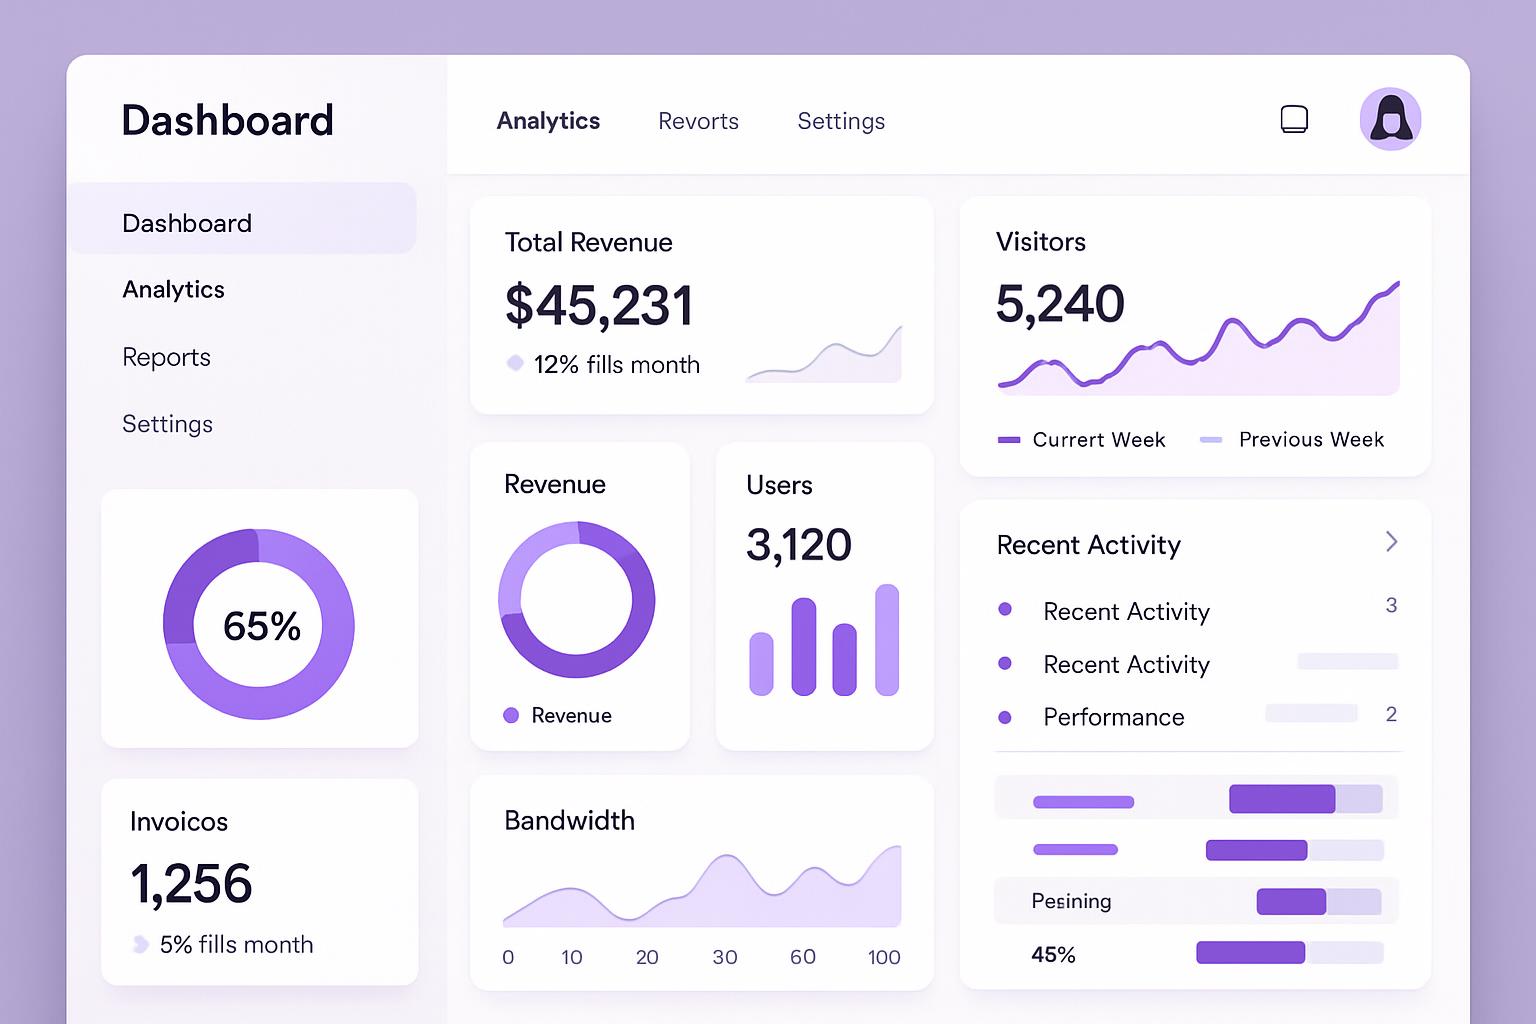 Dashboard
Analytics
Revorts
Settings
Dashboard
Analytics
Reports
Settings
65%
Invoicos
1,256
5% fills month
Total Revenue
$45,231
12% fills month
Revenue
Revenue
Users
3,120
Bandwidth
0 10 20 30 60 100
Visitors
5,240
Currert Week
Previous Week
Recent Activity
Recent Activity 3
Recent Activity
Performance 2
Pesining
45%